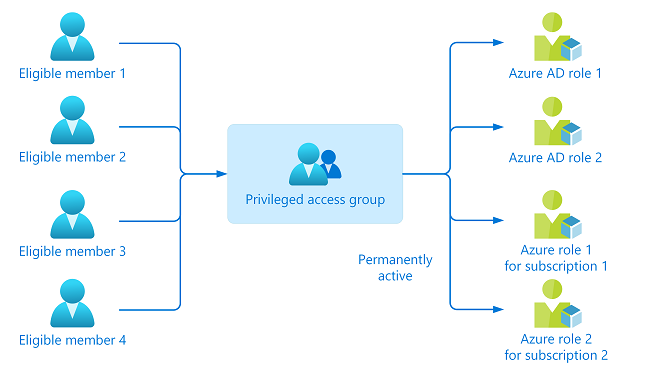 Eligible member 1
Eligible member 2
Eligible member 3
Eligible member 4
Privileged access group
Permanently
active
Azure AD role 1
Azure AD role 2
Azure role 1
for subscription 1
Azure role 2
for subscription 2